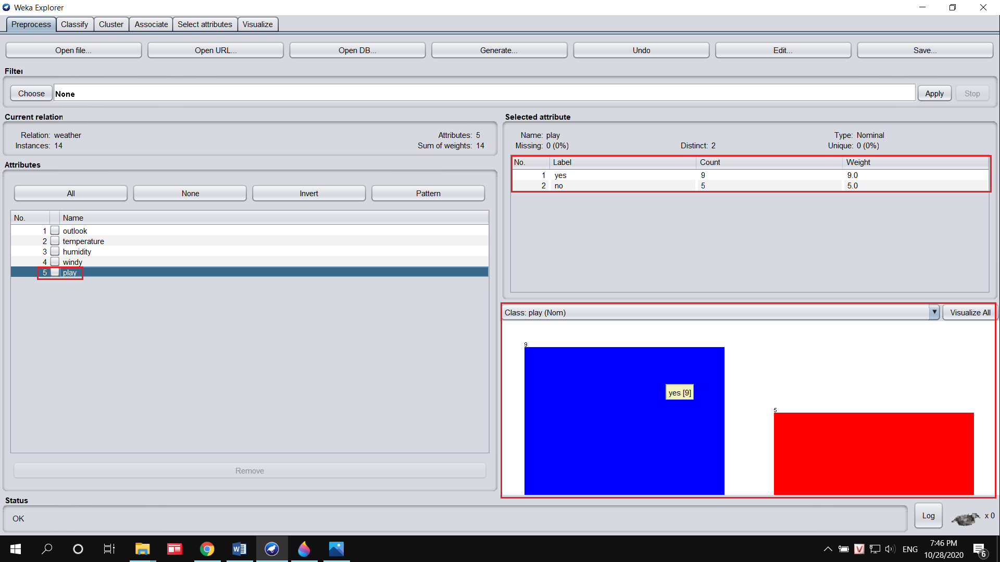 Weka Explorer
Preprocess Classify Cluster Associate Select attributes Visualize
Open file... Open URL... Open DB... Generate... Undo Edit... Save...
Filter
Choose None Apply Stop
Current relation
Relation: weather Attributes: 5
Instances: 14 Sum of weights: 14
Attributes
All None Invert Pattern
No. Name
1 outlook
2 temperature
3 humidity
4 windy
5 play
Remove
Selected attribute
Name: play Type: Nominal
Missing: 0 (0%) Distinct: 2 Unique: 0 (0%)
No. Label Count Weight
1 yes 9 9.0
2 no 5 5.0
Class: play (Nom) Visualize All
9
yes [9]
5
Status
OK
Log x 0
ENG
7:46 PM
10/28/2020
6